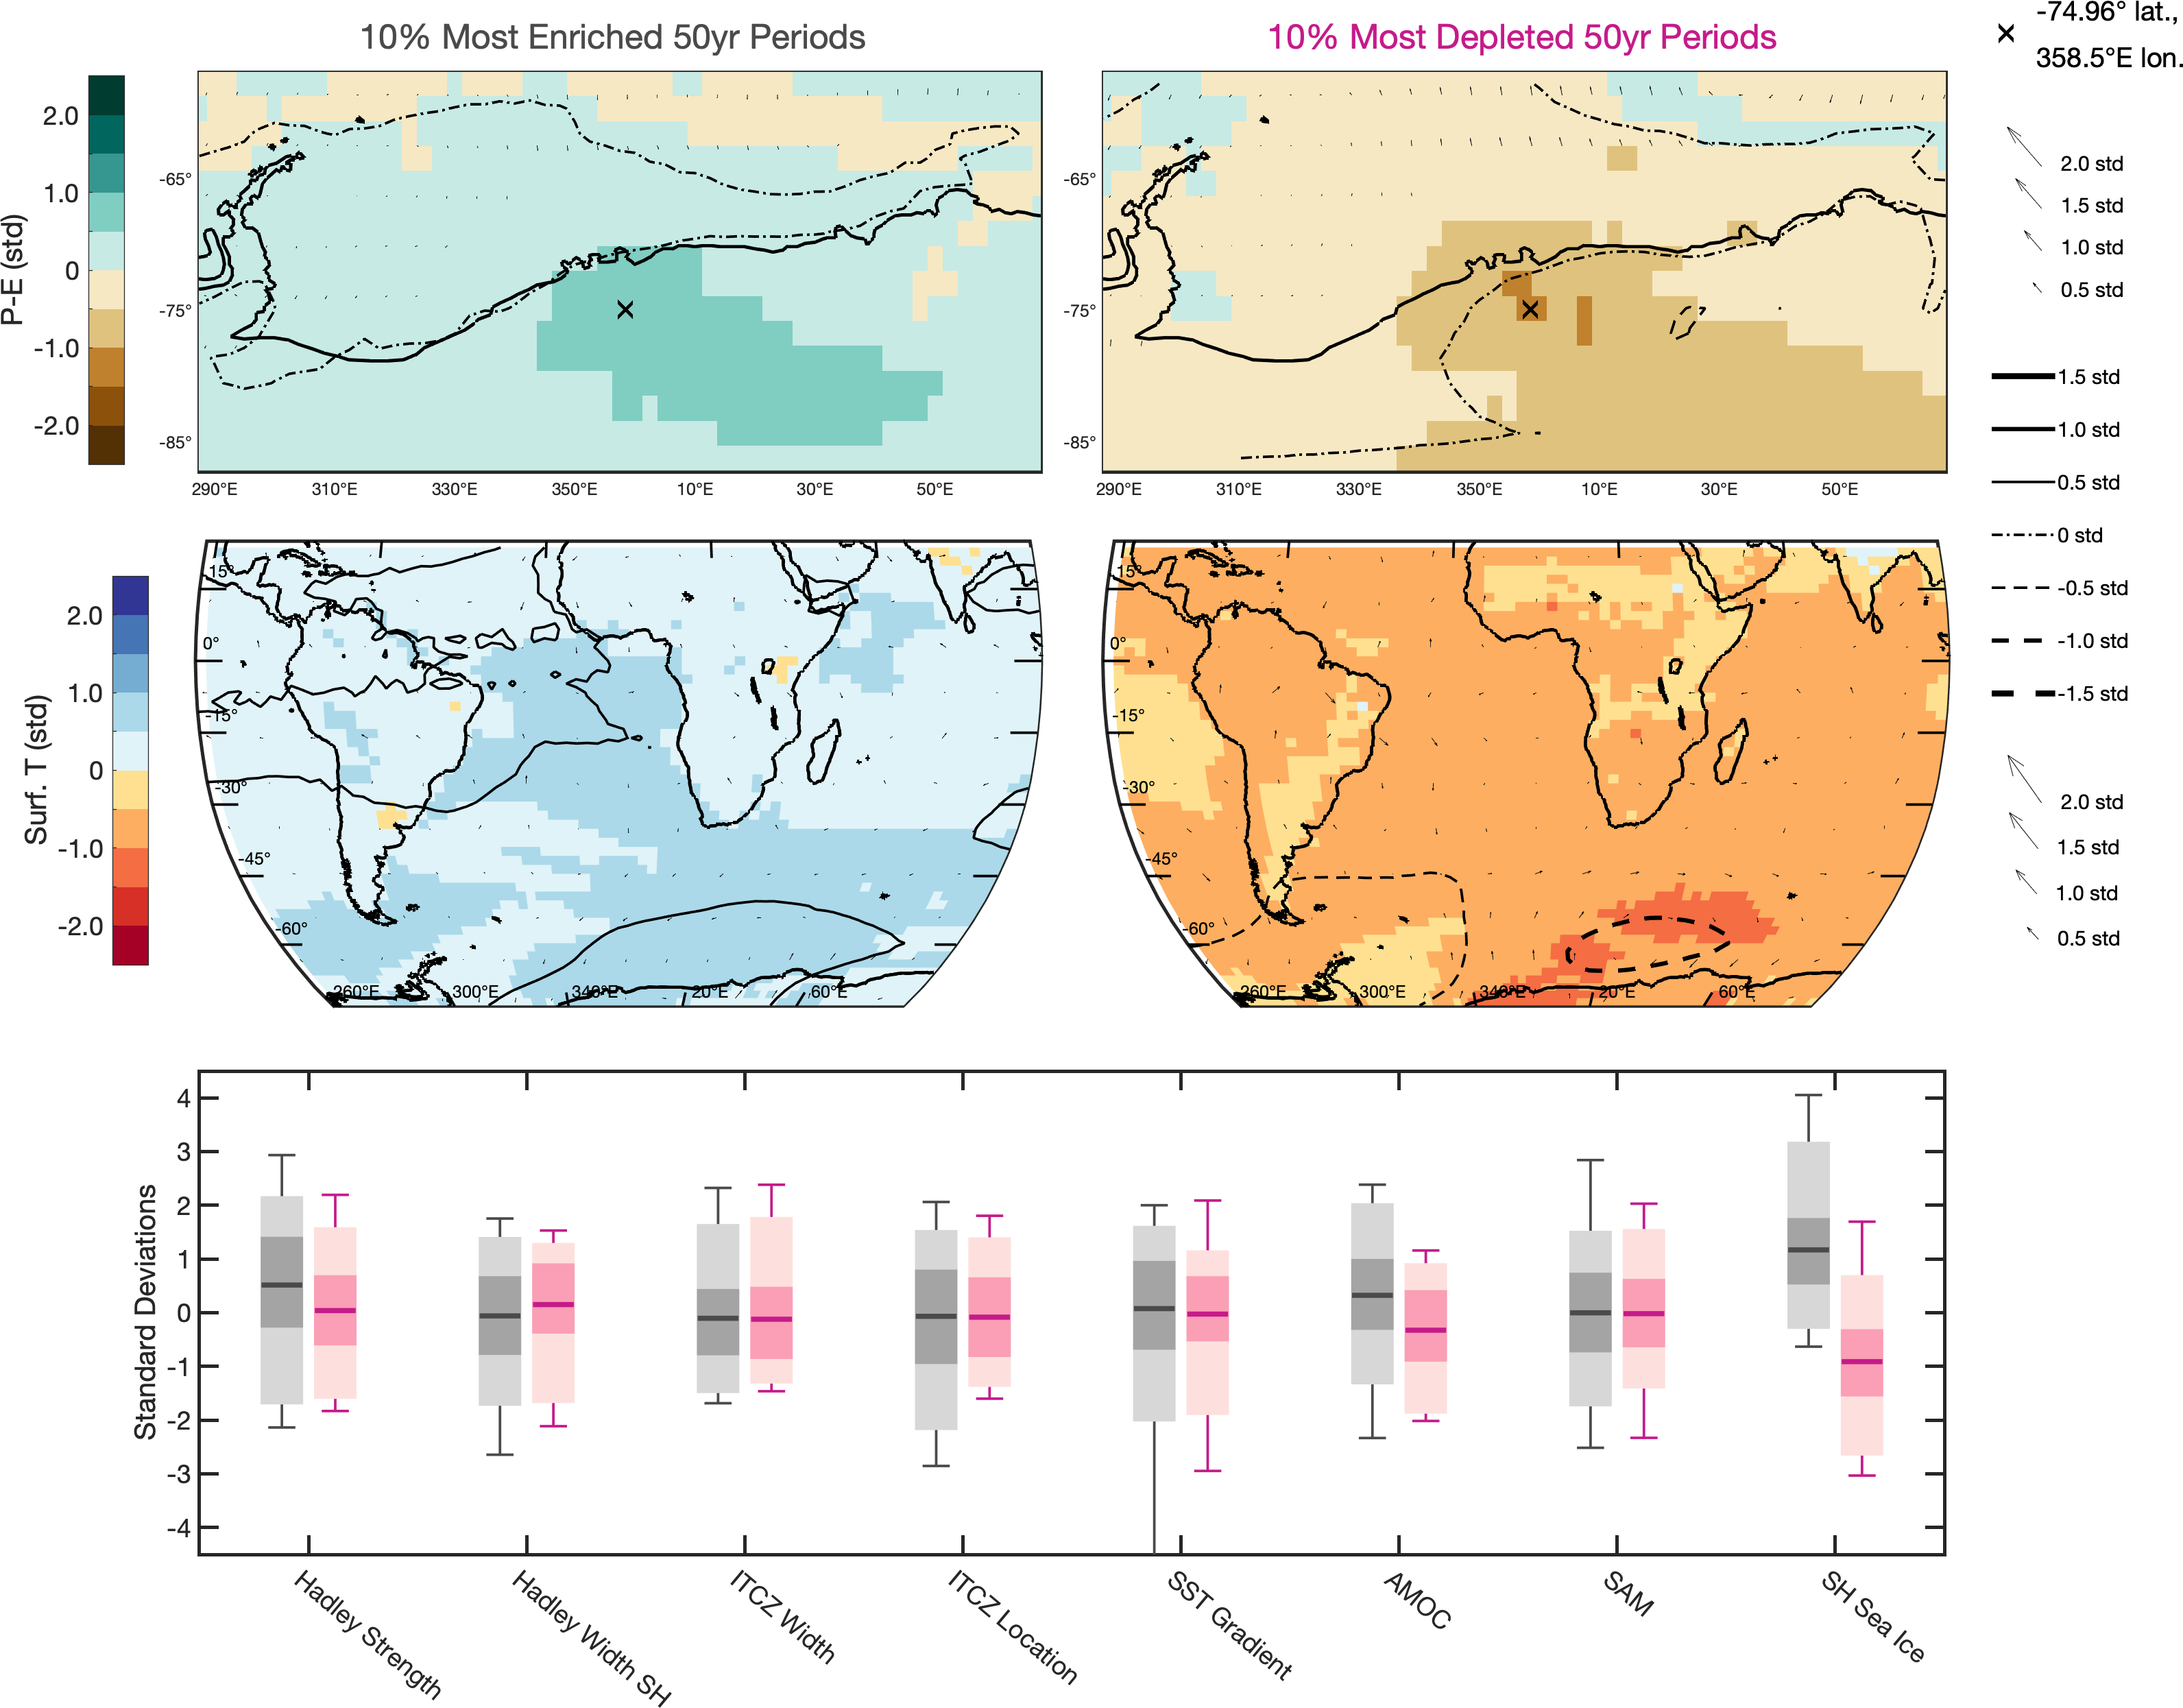 10% Most Enriched 50yr Periods
10% Most Depleted 50yr Periods
-74.96° lat.,
358.5°E lon.
P-E (std)
2.0
1.0
0
-1.0
-2.0
-65°
-75°
-85°
290°E 310°E 330°E 350°E 10°E 30°E 50°E
-65°
-75°
-85°
290°E 310°E 330°E 350°E 10°E 30°E 50°E
2.0 std
1.5 std
1.0 std
0.5 std
1.5 std
1.0 std
0.5 std
0 std
-0.5 std
-1.0 std
-1.5 std
2.0 std
1.5 std
1.0 std
0.5 std
Surf. T (std)
2.0
1.0
0
-1.0
-2.0
15°
0°
-15°
-30°
-45°
-60°
260°E 300°E 340°E 20°E 60°E
15°
0°
-15°
-30°
-45°
-60°
260°E 300°E 340°E 20°E 60°E
Standard Deviations
4
3
2
1
0
-1
-2
-3
-4
Hadley Strength
Hadley Width SH
ITCZ Width
ITCZ Location
SST Gradient
AMOC
SAM
SH Sea Ice